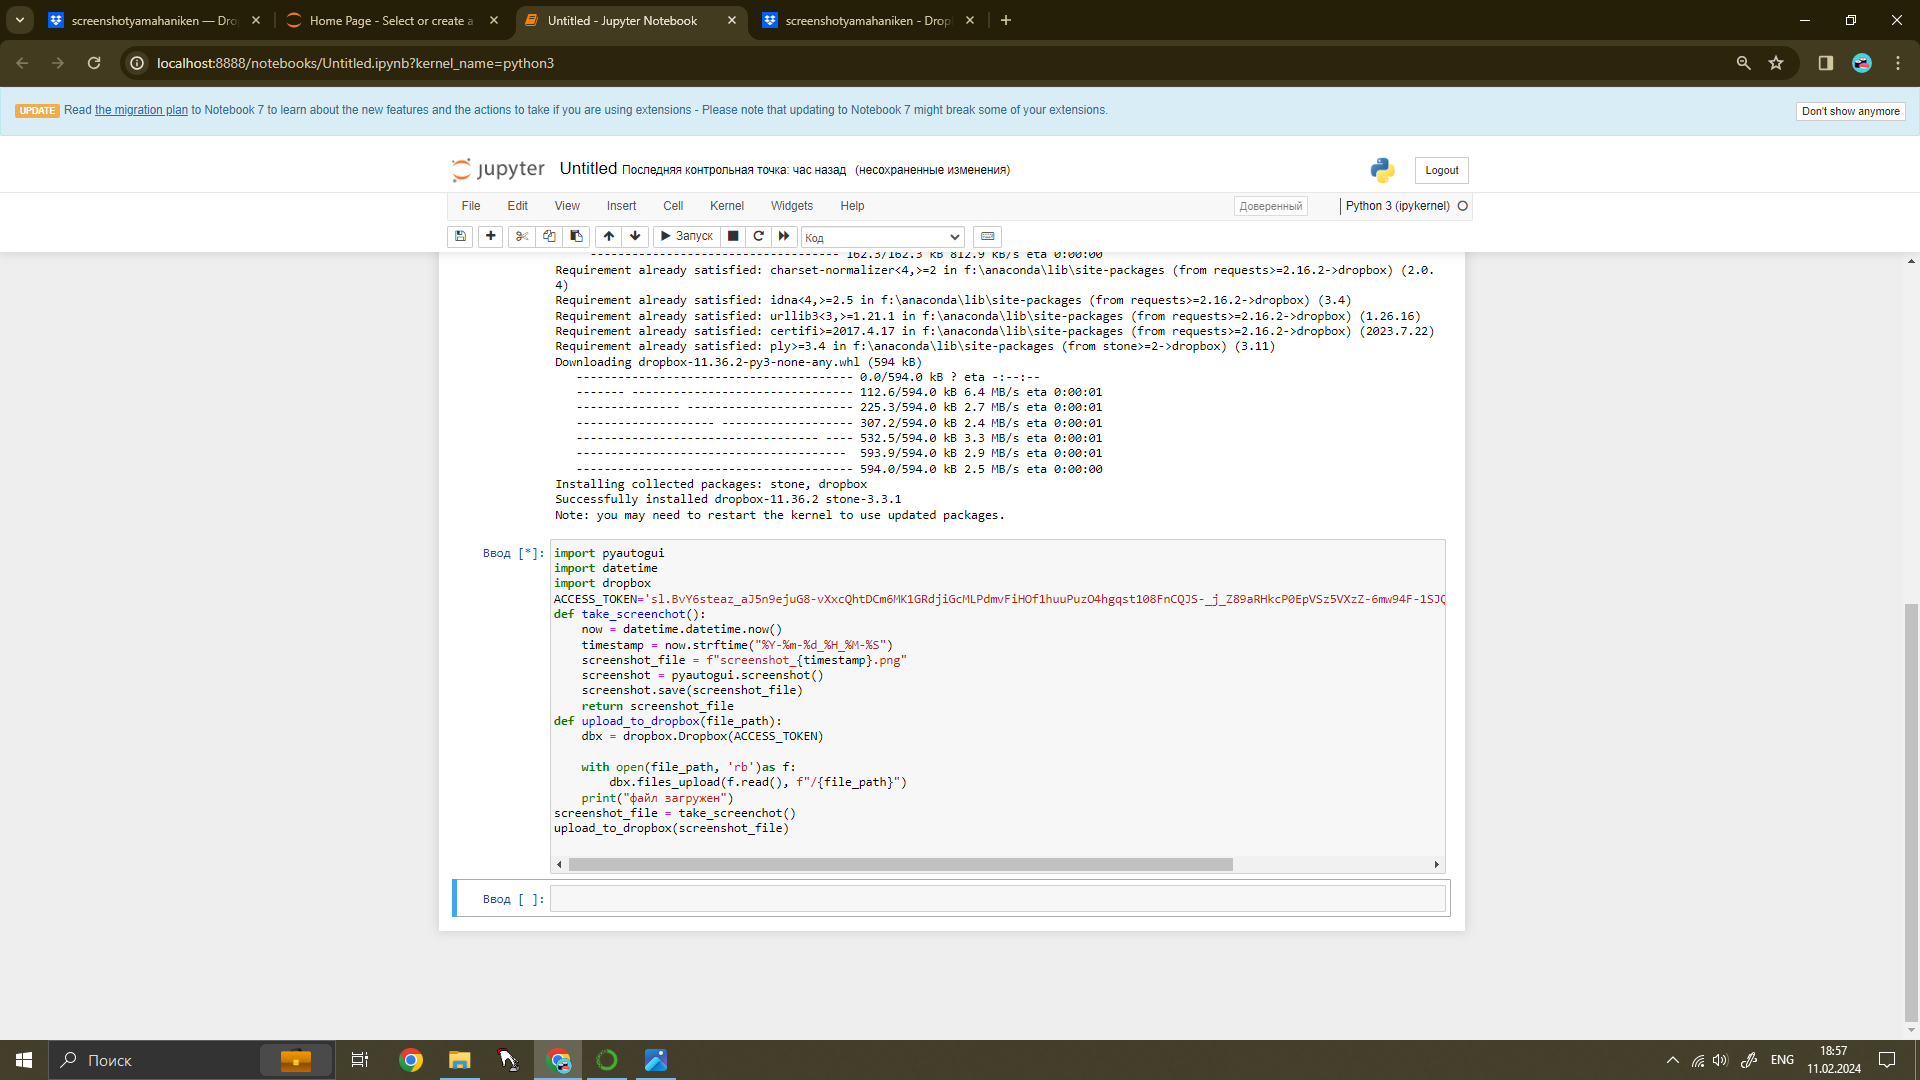 screenshotyamahaniken — Dro
Home Page - Select or create a
Untitled - Jupyter Notebook
screenshotyamahaniken - Drop
localhost:8888/notebooks/Untitled.ipynb?kernel_name=python3
UPDATE Read the migration plan to Notebook 7 to learn about the new features and the actions to take if you are using extensions - Please note that updating to Notebook 7 might break some of your extensions.
Don't show anymore
jupyter Untitled Последняя контрольная точка: час назад (несохраненные изменения)
Logout
File Edit View Insert Cell Kernel Widgets Help
Доверенный
Python 3 (ipykernel)
Запуск
Код
---------------------------------------- 162.3/162.3 kB 812.9 kB/s eta 0:00:00
Requirement already satisfied: charset-normalizer<4,>=2 in f:\anaconda\lib\site-packages (from requests>=2.16.2->dropbox) (2.0.
4)
Requirement already satisfied: idna<4,>=2.5 in f:\anaconda\lib\site-packages (from requests>=2.16.2->dropbox) (3.4)
Requirement already satisfied: urllib3<3,>=1.21.1 in f:\anaconda\lib\site-packages (from requests>=2.16.2->dropbox) (1.26.16)
Requirement already satisfied: certifi>=2017.4.17 in f:\anaconda\lib\site-packages (from requests>=2.16.2->dropbox) (2023.7.22)
Requirement already satisfied: ply>=3.4 in f:\anaconda\lib\site-packages (from stone>=2->dropbox) (3.11)
Downloading dropbox-11.36.2-py3-none-any.whl (594 kB)
---------------------------------------- 0.0/594.0 kB ? eta -:--:--
------- -------------------------------- 112.6/594.0 kB 6.4 MB/s eta 0:00:01
--------------- ------------------------ 225.3/594.0 kB 2.7 MB/s eta 0:00:01
-------------------- ------------------- 307.2/594.0 kB 2.4 MB/s eta 0:00:01
----------------------------------- ---- 532.5/594.0 kB 3.3 MB/s eta 0:00:01
---------------------------------------  593.9/594.0 kB 2.9 MB/s eta 0:00:01
---------------------------------------- 594.0/594.0 kB 2.5 MB/s eta 0:00:00
Installing collected packages: stone, dropbox
Successfully installed dropbox-11.36.2 stone-3.3.1
Note: you may need to restart the kernel to use updated packages.
Ввод [*]:
import pyautogui
import datetime
import dropbox
ACCESS_TOKEN='sl.BvY6steaz_aJ5n9ejuG8-vXxcQhtDCm6MK1GRdjiGcMLPdmvFiHOf1huuPuzO4hgqst108FnCQJS-_j_Z89aRHkcP0EpVSz5VXzZ-6mw94F-1SJQ
def take_screenchot():
    now = datetime.datetime.now()
    timestamp = now.strftime("%Y-%m-%d_%H_%M-%S")
    screenshot_file = f"screenshot_{timestamp}.png"
    screenshot = pyautogui.screenshot()
    screenshot.save(screenshot_file)
    return screenshot_file
def upload_to_dropbox(file_path):
    dbx = dropbox.Dropbox(ACCESS_TOKEN)
    with open(file_path, 'rb')as f:
        dbx.files_upload(f.read(), f"/{file_path}")
    print("файл загружен")
screenshot_file = take_screenchot()
upload_to_dropbox(screenshot_file)
Ввод [ ]:
Поиск
ENG
18:57
11.02.2024